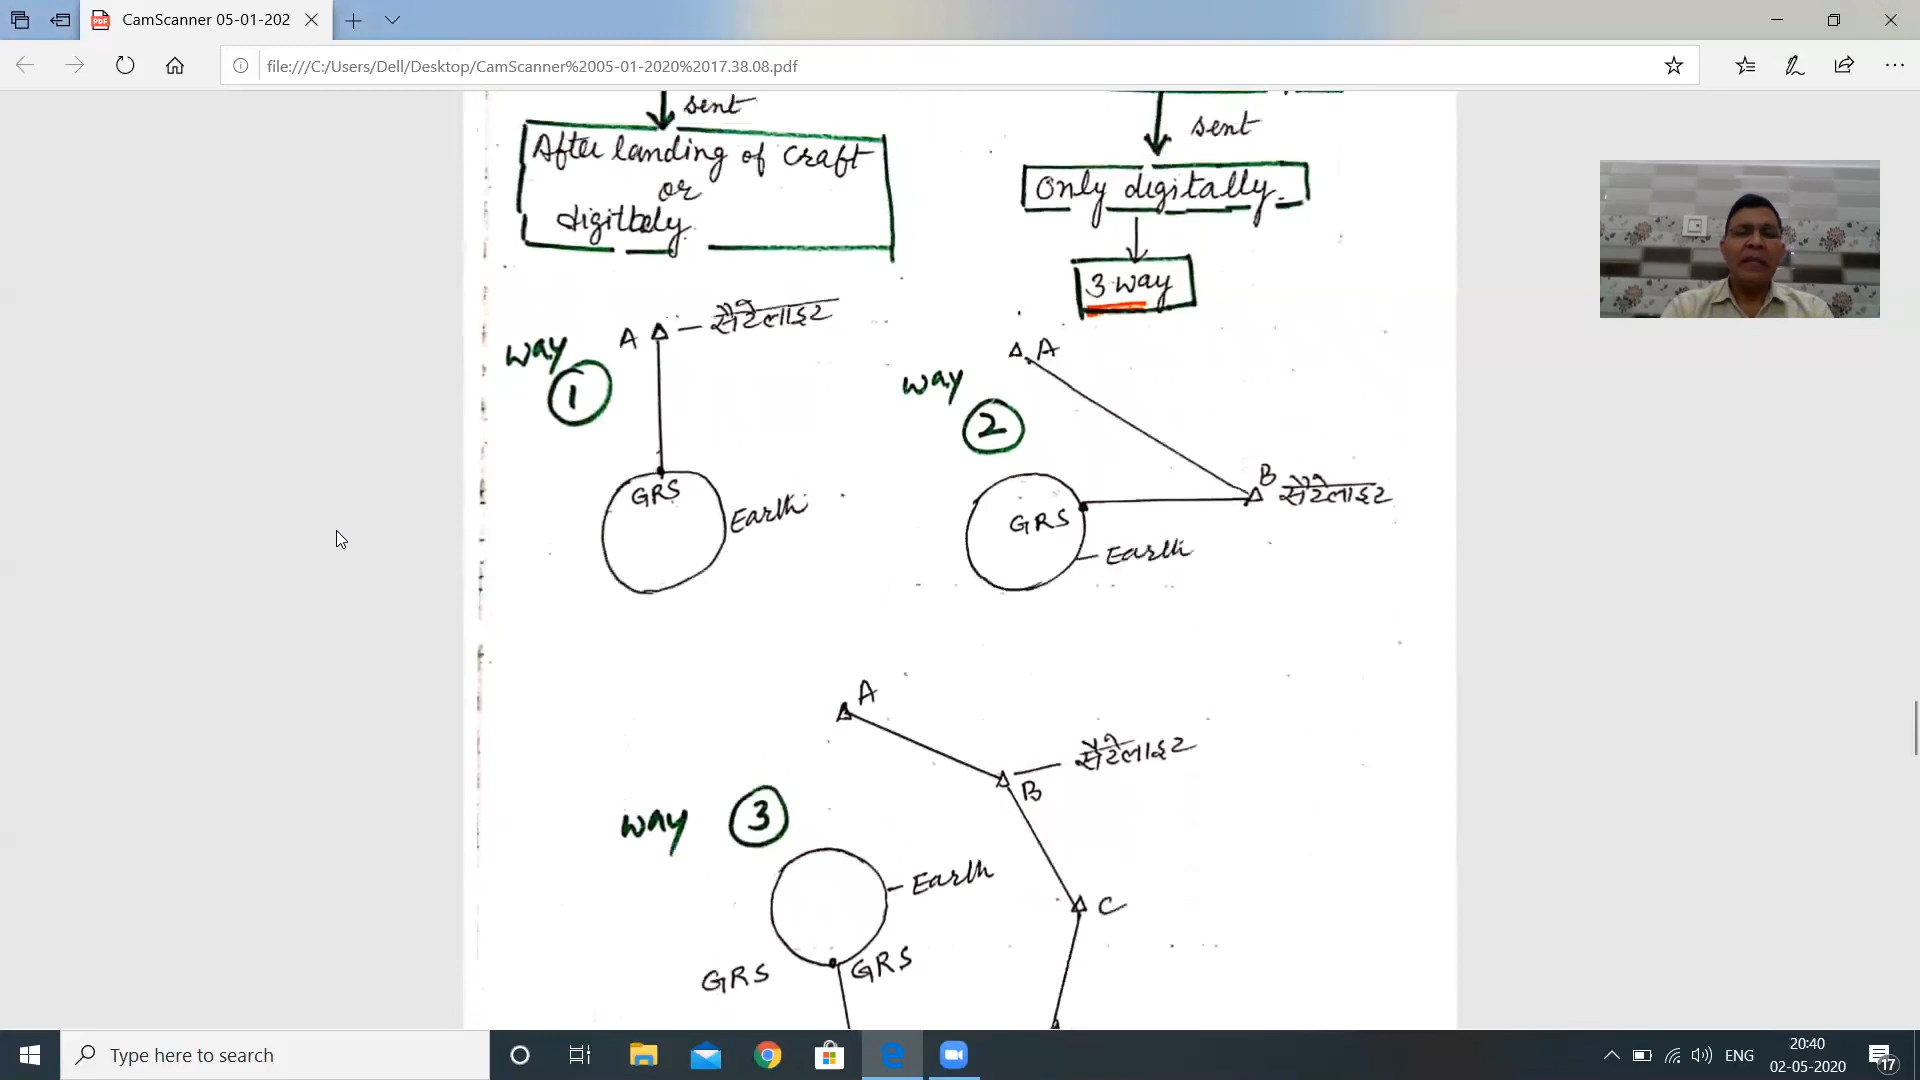 CamScanner 05-01-202
file:///C:/Users/Dell/Desktop/CamScanner%2005-01-2020%2017.38.08.pdf
sent
After landing of craft
or
digitbely.
sent
Only digitally.
3 way
A सेटेलाइट
way
1
GRS
Earth
A
way
2
B सेटेलाइट
GRS
Earth
A
सेटेलाइट
B
way 3
Earth
C
GRS GRS
Type here to search
ENG
20:40
02-05-2020
17